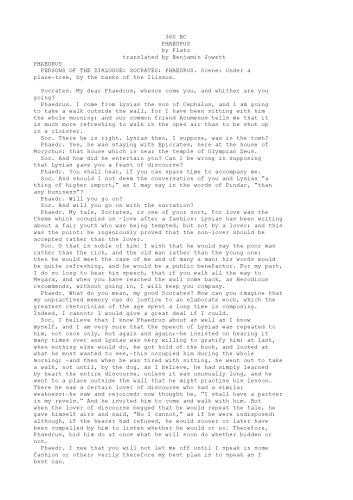 360 BC
PHAEDRUS
by Plato
translated by Benjamin Jowett
PHAEDRUS
PERSONS OF THE DIALOGUE: SOCRATES; PHAEDRUS. Scene: Under a
plane-tree, by the banks of the Ilissus.
Socrates. My dear Phaedrus, whence come you, and whither are you
going?
Phaedrus. I come from Lysias the son of Cephalus, and I am going
to take a walk outside the wall, for I have been sitting with him
the whole morning; and our common friend Acumenus tells me that it
is much more refreshing to walk in the open air than to be shut up
in a cloister.
Soc. There he is right. Lysias then, I suppose, was in the town?
Phaedr. Yes, he was staying with Epicrates, here at the house of
Morychus; that house which is near the temple of Olympian Zeus.
Soc. And how did he entertain you? Can I be wrong in supposing
that Lysias gave you a feast of discourse?
Phaedr. You shall hear, if you can spare time to accompany me.
Soc. And should I not deem the conversation of you and Lysias "a
thing of higher import," as I may say in the words of Pindar, "than
any business"?
Phaedr. Will you go on?
Soc. And will you go on with the narration?
Phaedr. My tale, Socrates, is one of your sort, for love was the
theme which occupied us -love after a fashion: Lysias has been writing
about a fair youth who was being tempted, but not by a lover; and this
was the point: he ingeniously proved that the non-lover should be
accepted rather than the lover.
Soc. O that is noble of him! I wish that he would say the poor man
rather than the rich, and the old man rather than the young one;
then he would meet the case of me and of many a man; his words would
be quite refreshing, and he would be a public benefactor. For my part,
I do so long to hear his speech, that if you walk all the way to
Megara, and when you have reached the wall come back, as Herodicus
recommends, without going in, I will keep you company.
Phaedr. What do you mean, my good Socrates? How can you imagine that
my unpractised memory can do justice to an elaborate work, which the
greatest rhetorician of the age spent a long time in composing.
Indeed, I cannot; I would give a great deal if I could.
Soc. I believe that I know Phaedrus about as well as I know
myself, and I am very sure that the speech of Lysias was repeated to
him, not once only, but again and again;-he insisted on hearing it
many times over and Lysias was very willing to gratify him; at last,
when nothing else would do, he got hold of the book, and looked at
what he most wanted to see,-this occupied him during the whole
morning; -and then when he was tired with sitting, he went out to take
a walk, not until, by the dog, as I believe, he had simply learned
by heart the entire discourse, unless it was unusually long, and he
went to a place outside the wall that he might practise his lesson.
There he saw a certain lover of discourse who had a similar
weakness;-he saw and rejoiced; now thought he, "I shall have a partner
in my revels." And he invited him to come and walk with him. But
when the lover of discourse begged that he would repeat the tale, he
gave himself airs and said, "No I cannot," as if he were indisposed;
although, if the hearer had refused, he would sooner or later have
been compelled by him to listen whether he would or no. Therefore,
Phaedrus, bid him do at once what he will soon do whether bidden or
not.
Phaedr. I see that you will not let me off until I speak in some
fashion or other; verily therefore my best plan is to speak as I
best can.